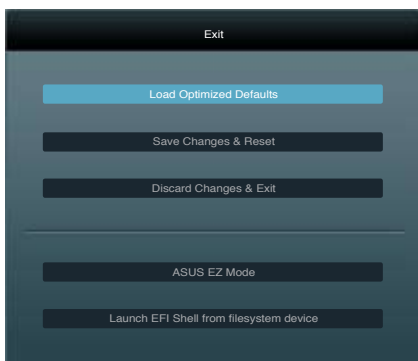 Exit
Load Optimized Defaults
Save Changes & Reset
Discard Changes & Exit
ASUS EZ Mode
Launch EFI Shell from filesystem device